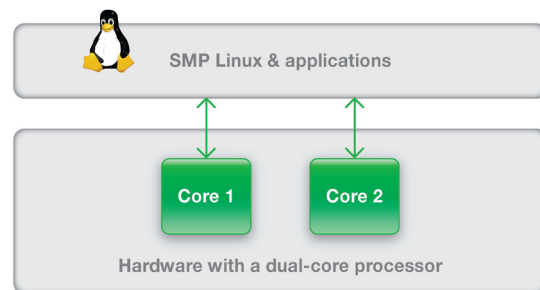 SMP Linux & applications
Core 1
Core 2
Hardware with a dual-core processor